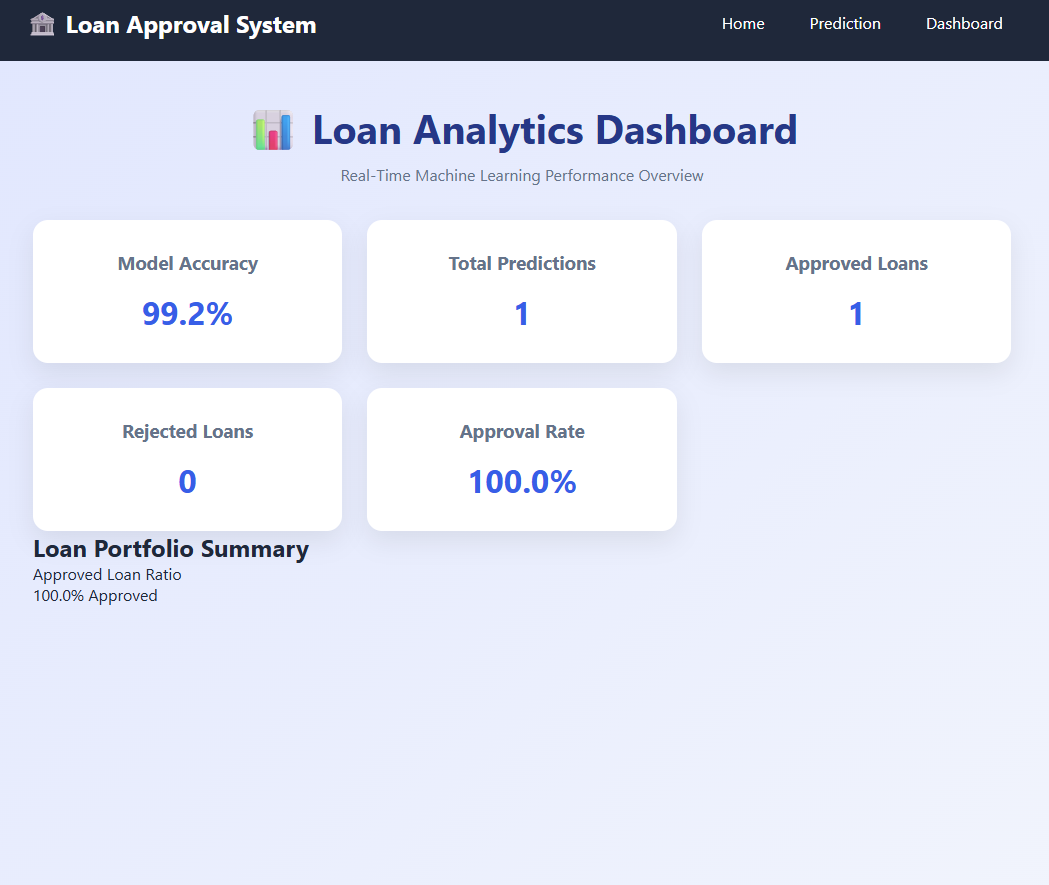 Loan Approval System
Home Prediction Dashboard
Loan Analytics Dashboard
Real-Time Machine Learning Performance Overview
Model Accuracy
99.2%
Total Predictions
1
Approved Loans
1
Rejected Loans
0
Approval Rate
100.0%
Loan Portfolio Summary
Approved Loan Ratio
100.0% Approved